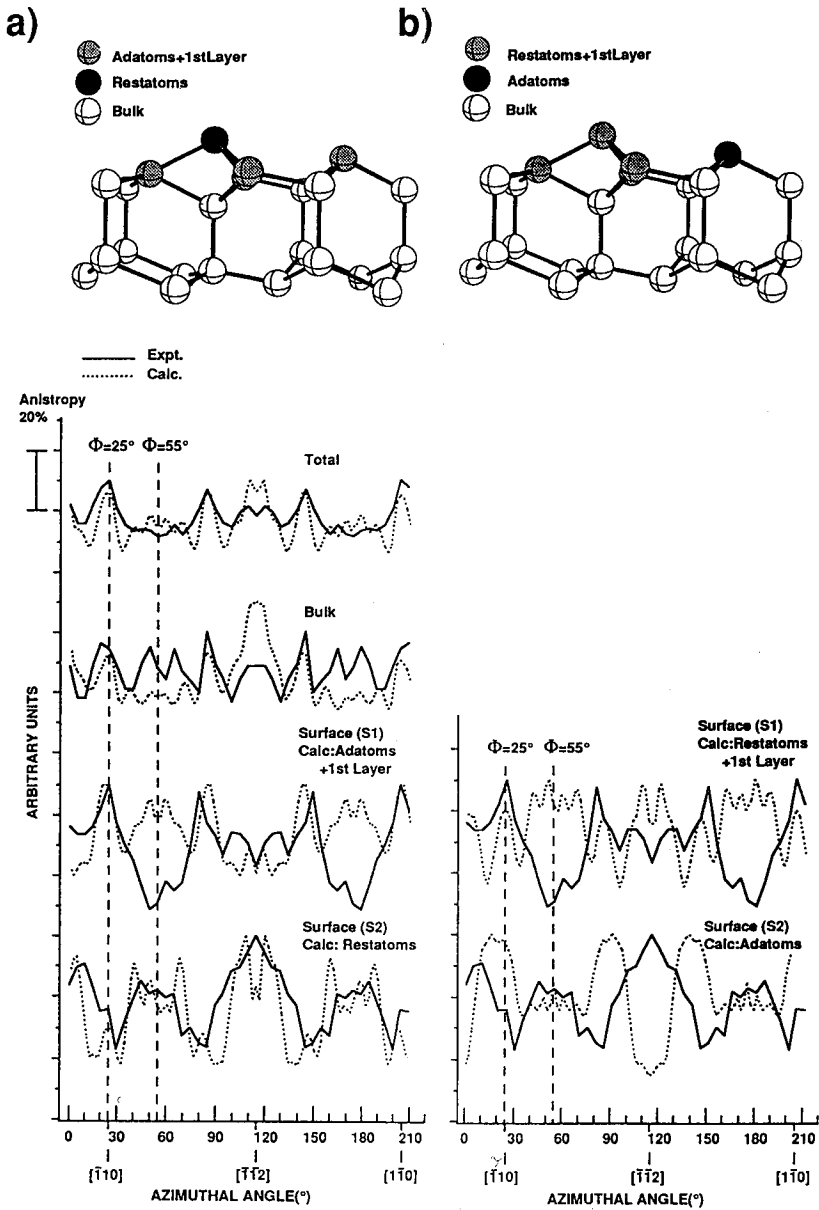 a)
Adatoms+1stLayer
Restatoms
Bulk
b)
Restatoms+1stLayer
Adatoms
Bulk
Expt.
Calc.
Anistropy
20%
Φ=25° Φ=55°
Total
Bulk
Surface (S1)
Calc:Adatoms
+1st Layer
Surface (S2)
Calc: Restatoms
ARBITRARY UNITS
0 30 60 90 120 150 180 210
[1̄10] [1̄1̄2] [11̄0]
AZIMUTHAL ANGLE(°)
Surface (S1)
Calc:Restatoms
+1st Layer
Φ=25° Φ=55°
Surface (S2)
Calc:Adatoms
0 30 60 90 120 150 180 210
[1̄10] [1̄1̄2] [11̄0]
AZIMUTHAL ANGLE(°)